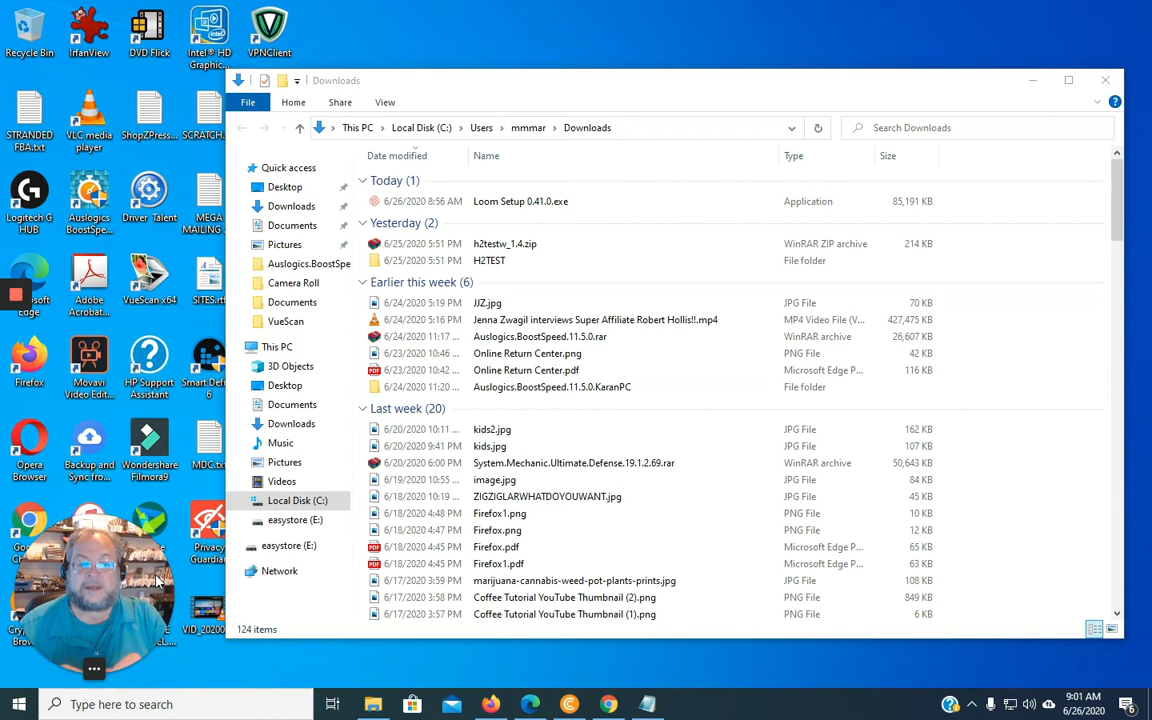 Recycle Bin
IrfanView
DVD Flick
Intel® HD Graphic...
VPNClient
STRANDED FBA.txt
VLC media player
ShopZPress...
SCRATCH.
Logitech G HUB
Auslogics BoostSpe...
Driver Talent
MEGA MAILING
osoft Edge
Adobe Acrobat...
VueScan x64
SITES.rtf
Firefox
Movavi Video Edit...
HP Support Assistant
Smart Def 6
Opera Browser
Backup and Sync fro...
Wondershare Filmora9
MDC.tx
Privacy Guardian
VID_20200
Downloads
File
Home
Share
View
This PC
Local Disk (C:)
Users
mmmar
Downloads
Search Downloads
Date modified
Name
Type
Size
Quick access
Desktop
Downloads
Documents
Pictures
Auslogics.BoostSpe
Camera Roll
Documents
VueScan
This PC
3D Objects
Desktop
Documents
Downloads
Music
Pictures
Videos
Local Disk (C:)
easystore (E:)
easystore (E:)
Network
Today (1)
6/26/2020 8:56 AM Loom Setup 0.41.0.exe Application 85,191 KB
Yesterday (2)
6/25/2020 5:51 PM h2testw_1.4.zip WinRAR ZIP archive 214 KB
6/25/2020 5:51 PM H2TEST File folder
Earlier this week (6)
6/24/2020 5:19 PM JJZ.jpg JPG File 70 KB
6/24/2020 5:16 PM Jenna Zwagil interviews Super Affiliate Robert Hollis!!.mp4 MP4 Video File (V... 427,475 KB
6/24/2020 11:17 ... Auslogics.BoostSpeed.11.5.0.rar WinRAR archive 26,607 KB
6/23/2020 10:46 ... Online Return Center.png PNG File 42 KB
6/23/2020 10:42 ... Online Return Center.pdf Microsoft Edge P... 116 KB
6/24/2020 11:20 ... Auslogics.BoostSpeed.11.5.0.KaranPC File folder
Last week (20)
6/20/2020 10:11 ... kids2.jpg JPG File 162 KB
6/20/2020 9:41 PM kids.jpg JPG File 107 KB
6/20/2020 6:00 PM System.Mechanic.Ultimate.Defense.19.1.2.69.rar WinRAR archive 50,643 KB
6/19/2020 10:55 ... image.jpg JPG File 84 KB
6/18/2020 10:19 ... ZIGZIGLARWHATDOYOUWANT.jpg JPG File 45 KB
6/18/2020 4:48 PM Firefox1.png PNG File 10 KB
6/18/2020 4:47 PM Firefox.png PNG File 12 KB
6/18/2020 4:45 PM Firefox.pdf Microsoft Edge P... 65 KB
6/18/2020 4:45 PM Firefox1.pdf Microsoft Edge P... 63 KB
6/17/2020 3:59 PM marijuana-cannabis-weed-pot-plants-prints.jpg JPG File 108 KB
6/17/2020 3:58 PM Coffee Tutorial YouTube Thumbnail (2).png PNG File 849 KB
6/17/2020 3:57 PM Coffee Tutorial YouTube Thumbnail (1).png PNG File 6 KB
124 items
Type here to search
9:01 AM
6/26/2020
6